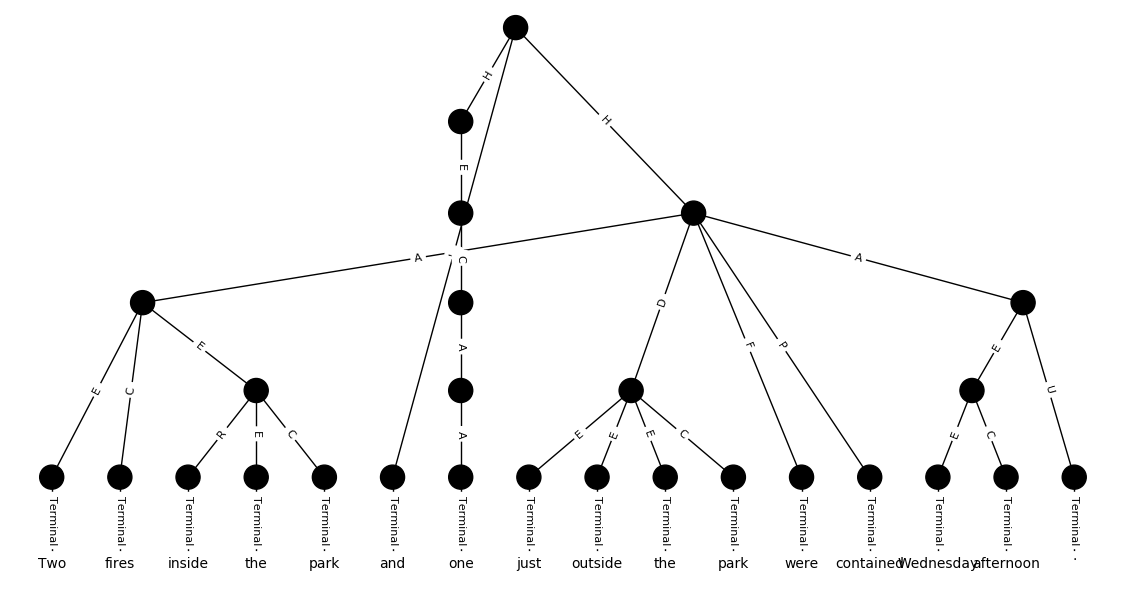 H
H
E
A
C
A
E
D
A
F
P
E
E
C
A
E
U
R
E
C
A
E
E
E
C
E
C
Terminal. Terminal. Terminal. Terminal. Terminal. Terminal. Terminal. Terminal. Terminal. Terminal. Terminal. Terminal. Terminal. Terminal. Terminal. Terminal.
Two fires inside the park and one just outside the park were contained Wednesday afternoon .